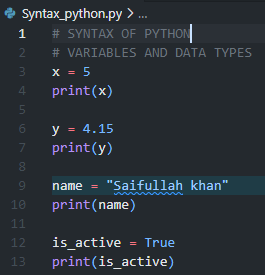 Syntax_python.py > ...
1 # SYNTAX OF PYTHON
2 # VARIABLES AND DATA TYPES
3 x = 5
4 print(x)
5
6 y = 4.15
7 print(y)
8
9 name = "Saifullah khan"
10 print(name)
11
12 is_active = True
13 print(is_active)